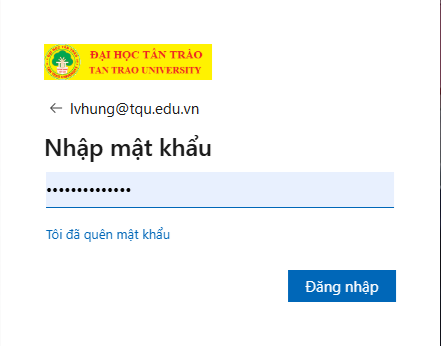 ĐẠI HỌC TÂN TRÀO
TAN TRAO UNIVERSITY
← lvhung@tqu.edu.vn
Nhập mật khẩu
••••••••••••••
Tôi đã quên mật khẩu
Đăng nhập